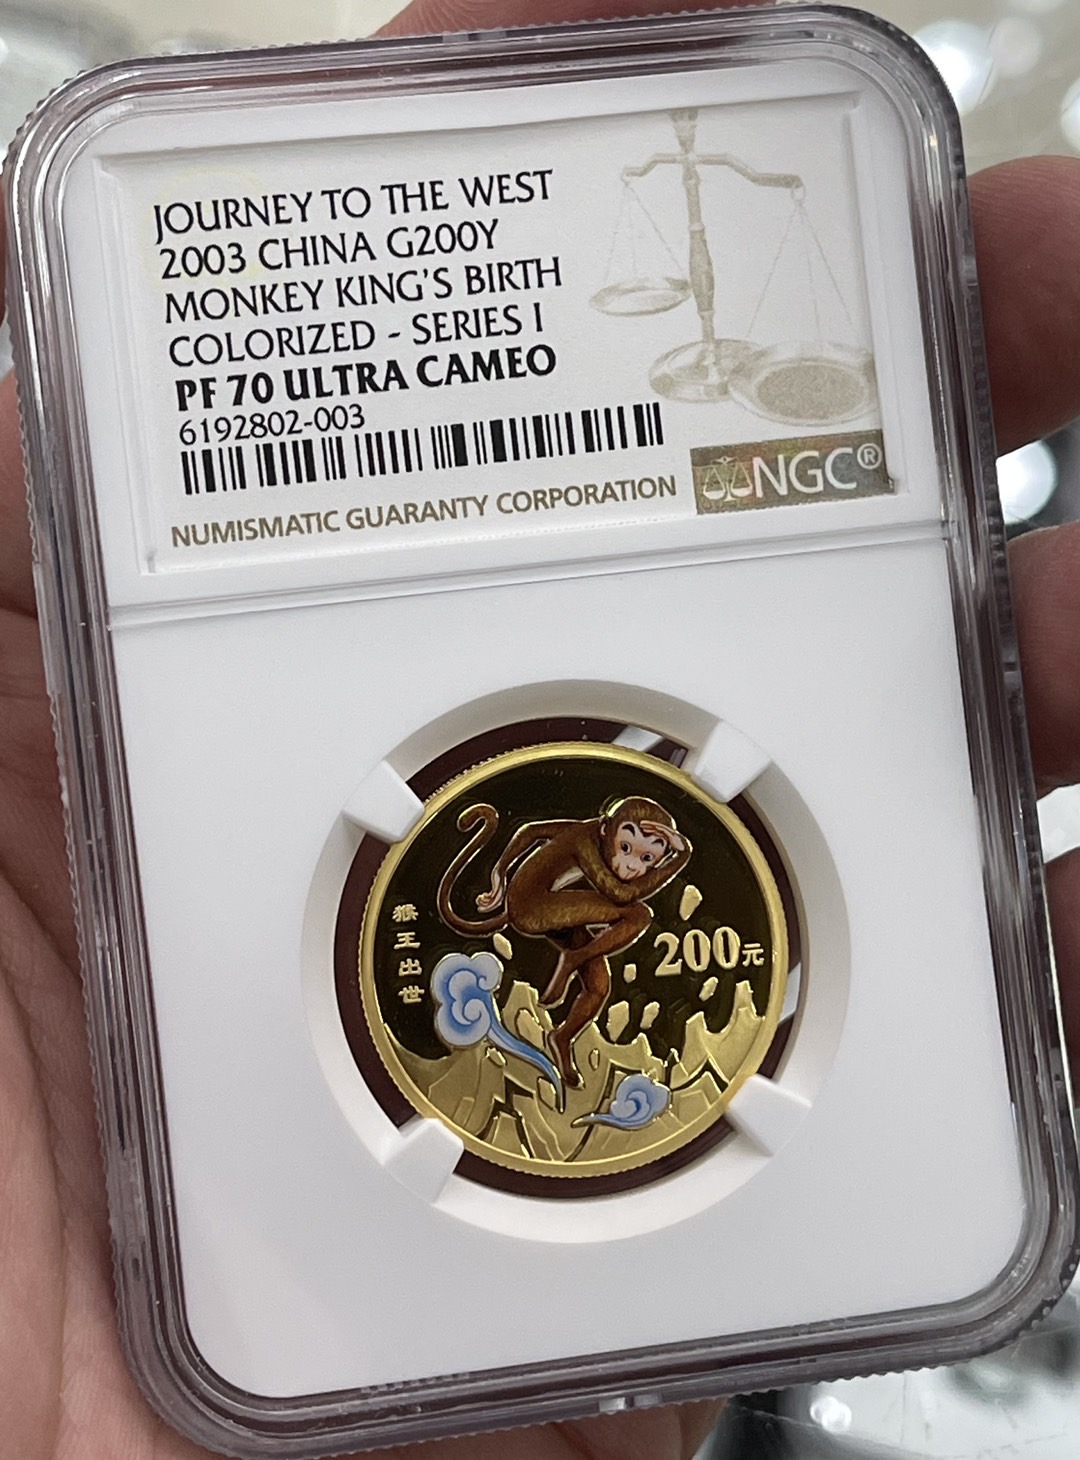 JOURNEY TO THE WEST
2003 CHINA G200Y
MONKEY KING'S BIRTH
COLORIZED - SERIES I
PF 70 ULTRA CAMEO
6192802-003
NUMISMATIC GUARANTY CORPORATION
NGC®
猴王出世
200元